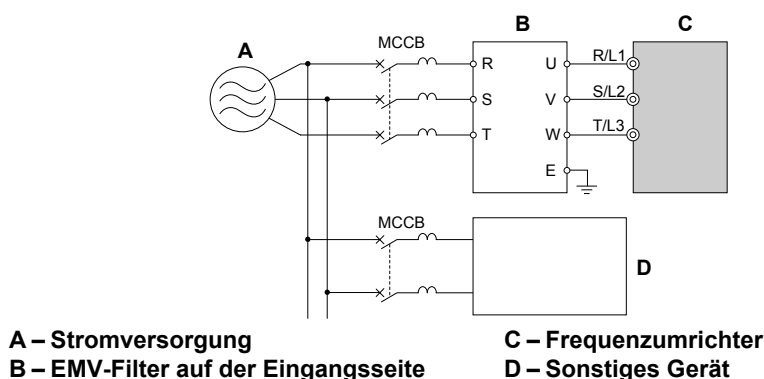 A
MCCB
B
C
R U R/L1
S V S/L2
T W T/L3
E
MCCB
D
A – Stromversorgung
B – EMV-Filter auf der Eingangsseite
C – Frequenzumrichter
D – Sonstiges Gerät